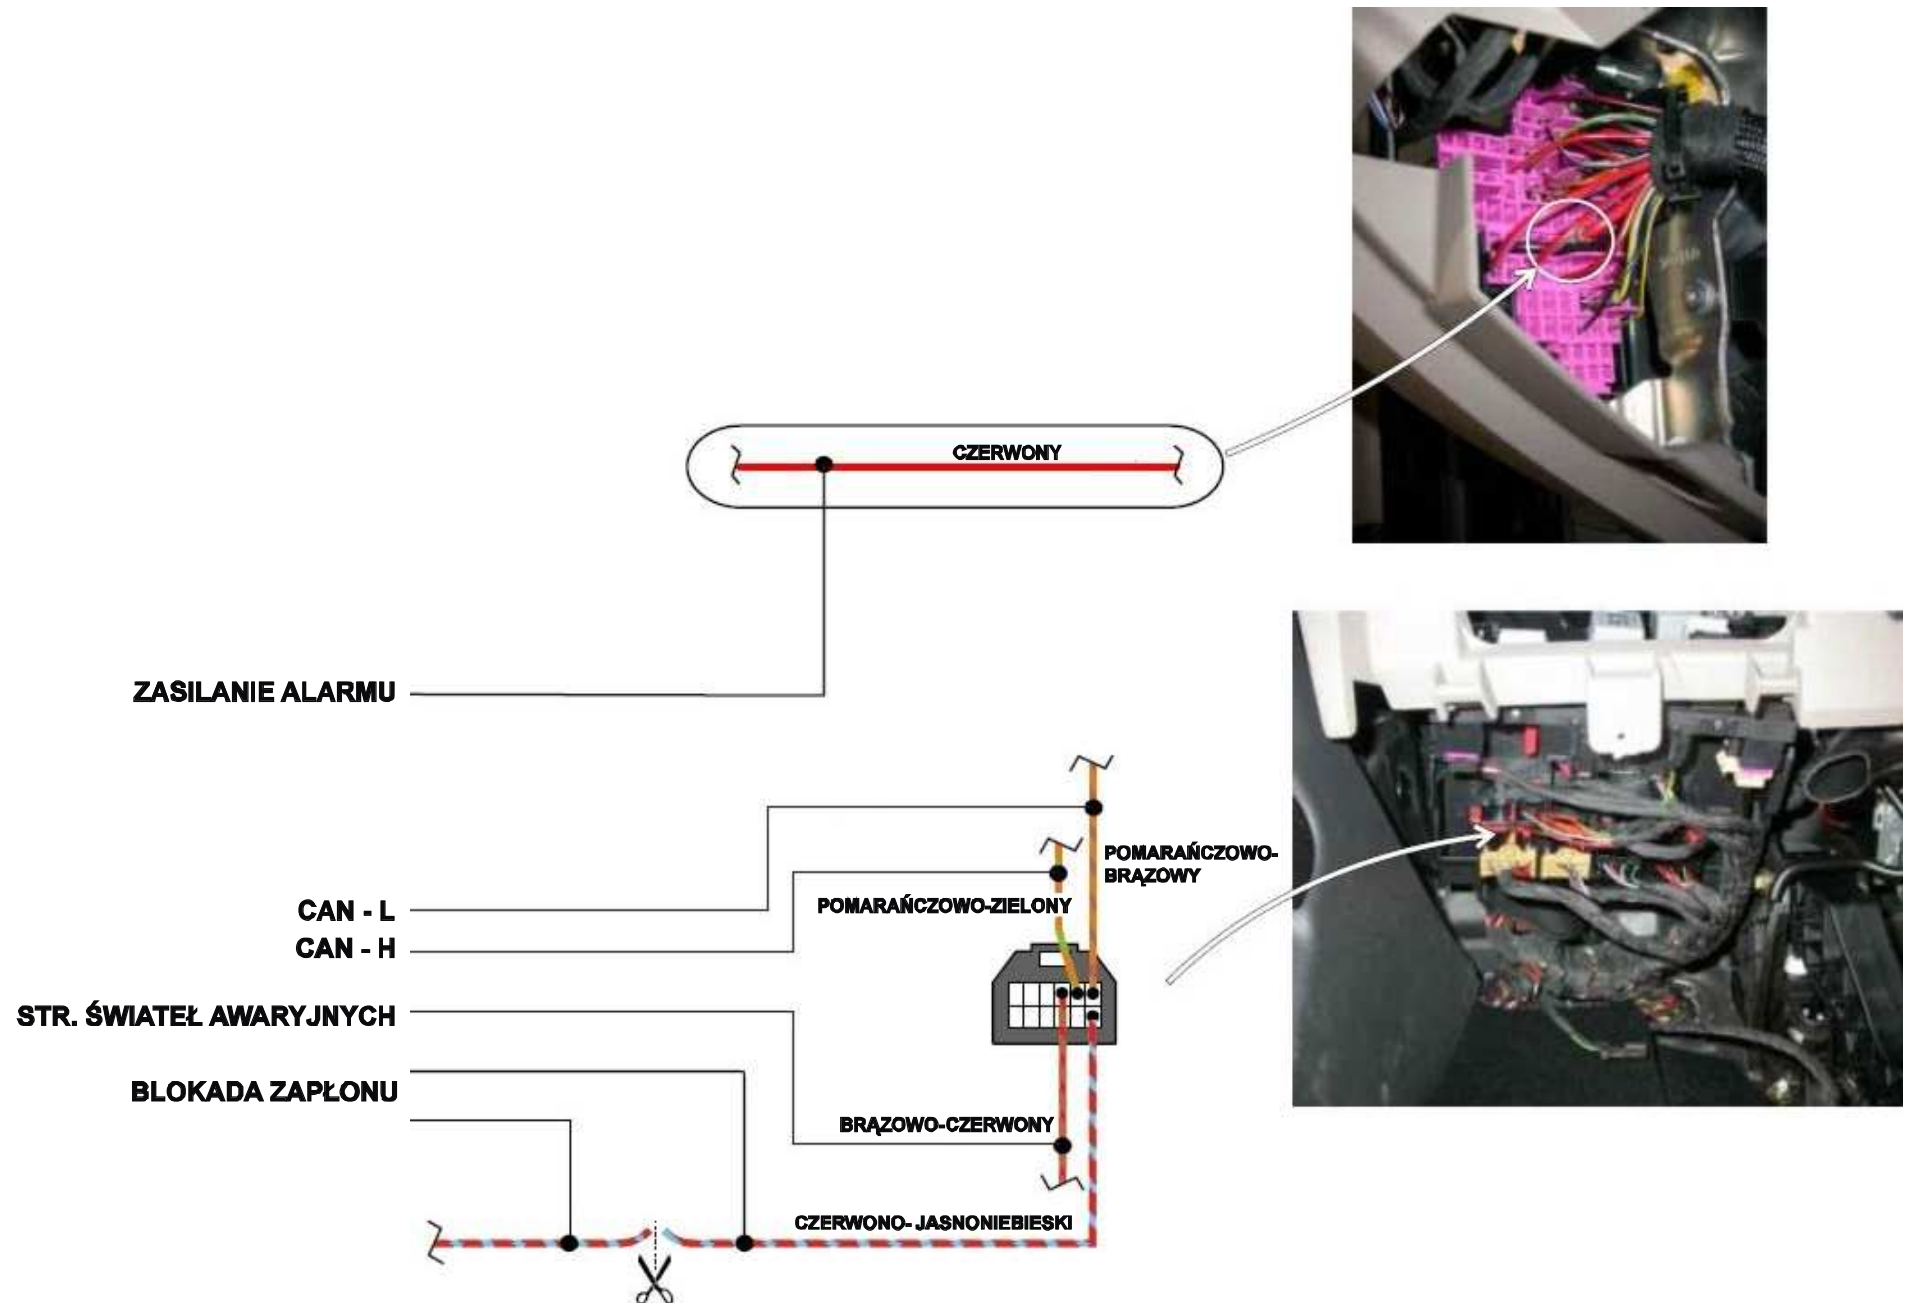 CZERWONY
ZASILANIE ALARMU
POMARAŃCZOWO-
BRĄZOWY
POMARAŃCZOWO-ZIELONY
CAN - L
CAN - H
STR. ŚWIATEŁ AWARYJNYCH
BLOKADA ZAPŁONU
BRĄZOWO-CZERWONY
CZERWONO- JASNONIEBIESKI